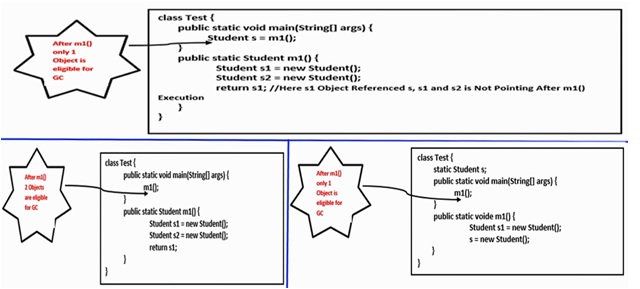 After m1()
only 1
Object is
eligible for
GC
class Test {
public static void main(String[] args) {
Student s = m1();
}
public static Student m1() {
Student s1 = new Student();
Student s2 = new Student();
return s1; //Here s1 Object Referenced s, s1 and s2 is Not Pointing After m1()
Execution
}
}
After m1()
2 Objects
are eligible
for GC
class Test {
public static void main(String[] args) {
m1();
}
public static Student m1() {
Student s1 = new Student();
Student s2 = new Student();
return s1;
}
}
After m1()
only 1
Object is
eligible for
GC
class Test {
static Student s;
public static void main(String[] args) {
m1();
}
public static voide m1() {
Student s1 = new Student();
s = new Student();
}
}